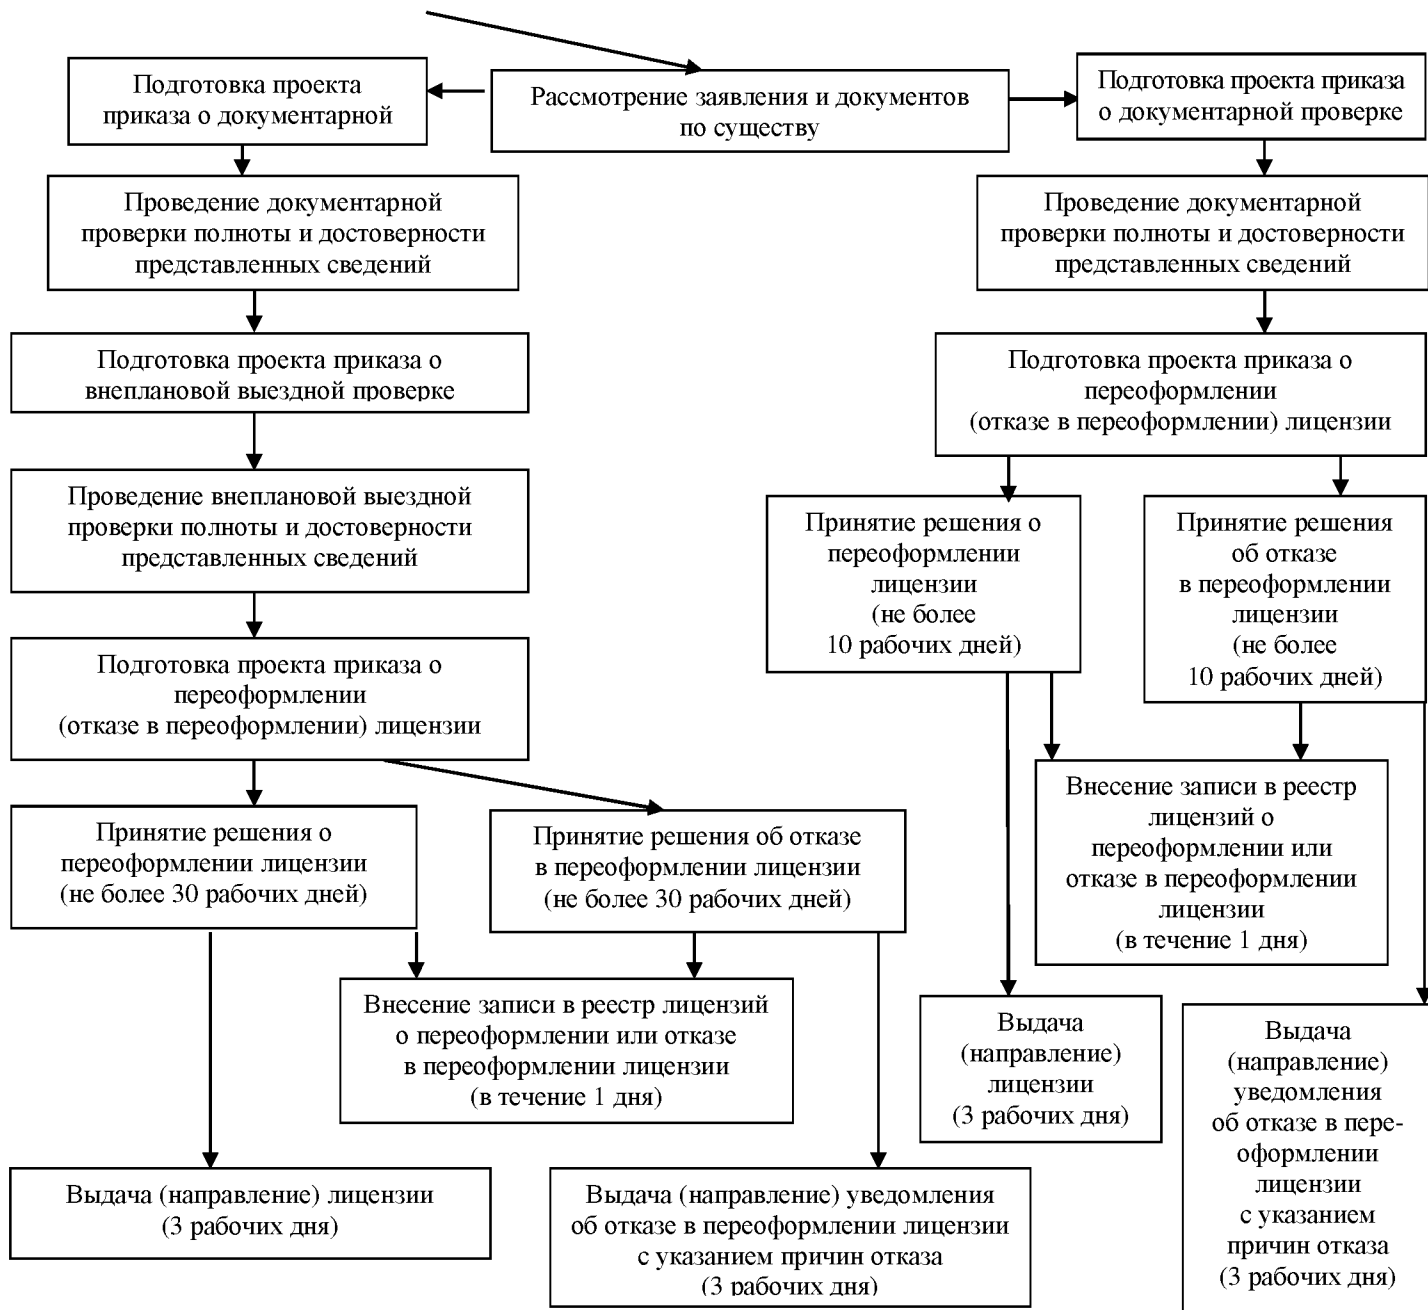 Подготовка проекта
приказа о документарной
Рассмотрение заявления и документов
по существу
Подготовка проекта приказа
о документарной проверке
Проведение документарной
проверки полноты и достоверности
представленных сведений
Проведение документарной
проверки полноты и достоверности
представленных сведений
Подготовка проекта приказа о
внеплановой выездной проверке
Подготовка проекта приказа о
переоформлении
(отказе в переоформлении) лицензии
Проведение внеплановой выездной
проверки полноты и достоверности
представленных сведений
Принятие решения о
переоформлении
лицензии
(не более
10 рабочих дней)
Принятие решения
об отказе
в переоформлении
лицензии
(не более
10 рабочих дней)
Подготовка проекта приказа о
переоформлении
(отказе в переоформлении) лицензии
Принятие решения о
переоформлении лицензии
(не более 30 рабочих дней)
Принятие решения об отказе
в переоформлении лицензии
(не более 30 рабочих дней)
Внесение записи в реестр
лицензий о
переоформлении или
отказе в переоформлении
лицензии
(в течение 1 дня)
Внесение записи в реестр лицензий
о переоформлении или отказе
в переоформлении лицензии
(в течение 1 дня)
Выдача
(направление)
лицензии
(3 рабочих дня)
Выдача
(направление)
уведомления
об отказе в пере-
оформлении
лицензии
с указанием
причин отказа
(3 рабочих дня)
Выдача (направление) лицензии
(3 рабочих дня)
Выдача (направление) уведомления
об отказе в переоформлении лицензии
с указанием причин отказа
(3 рабочих дня)